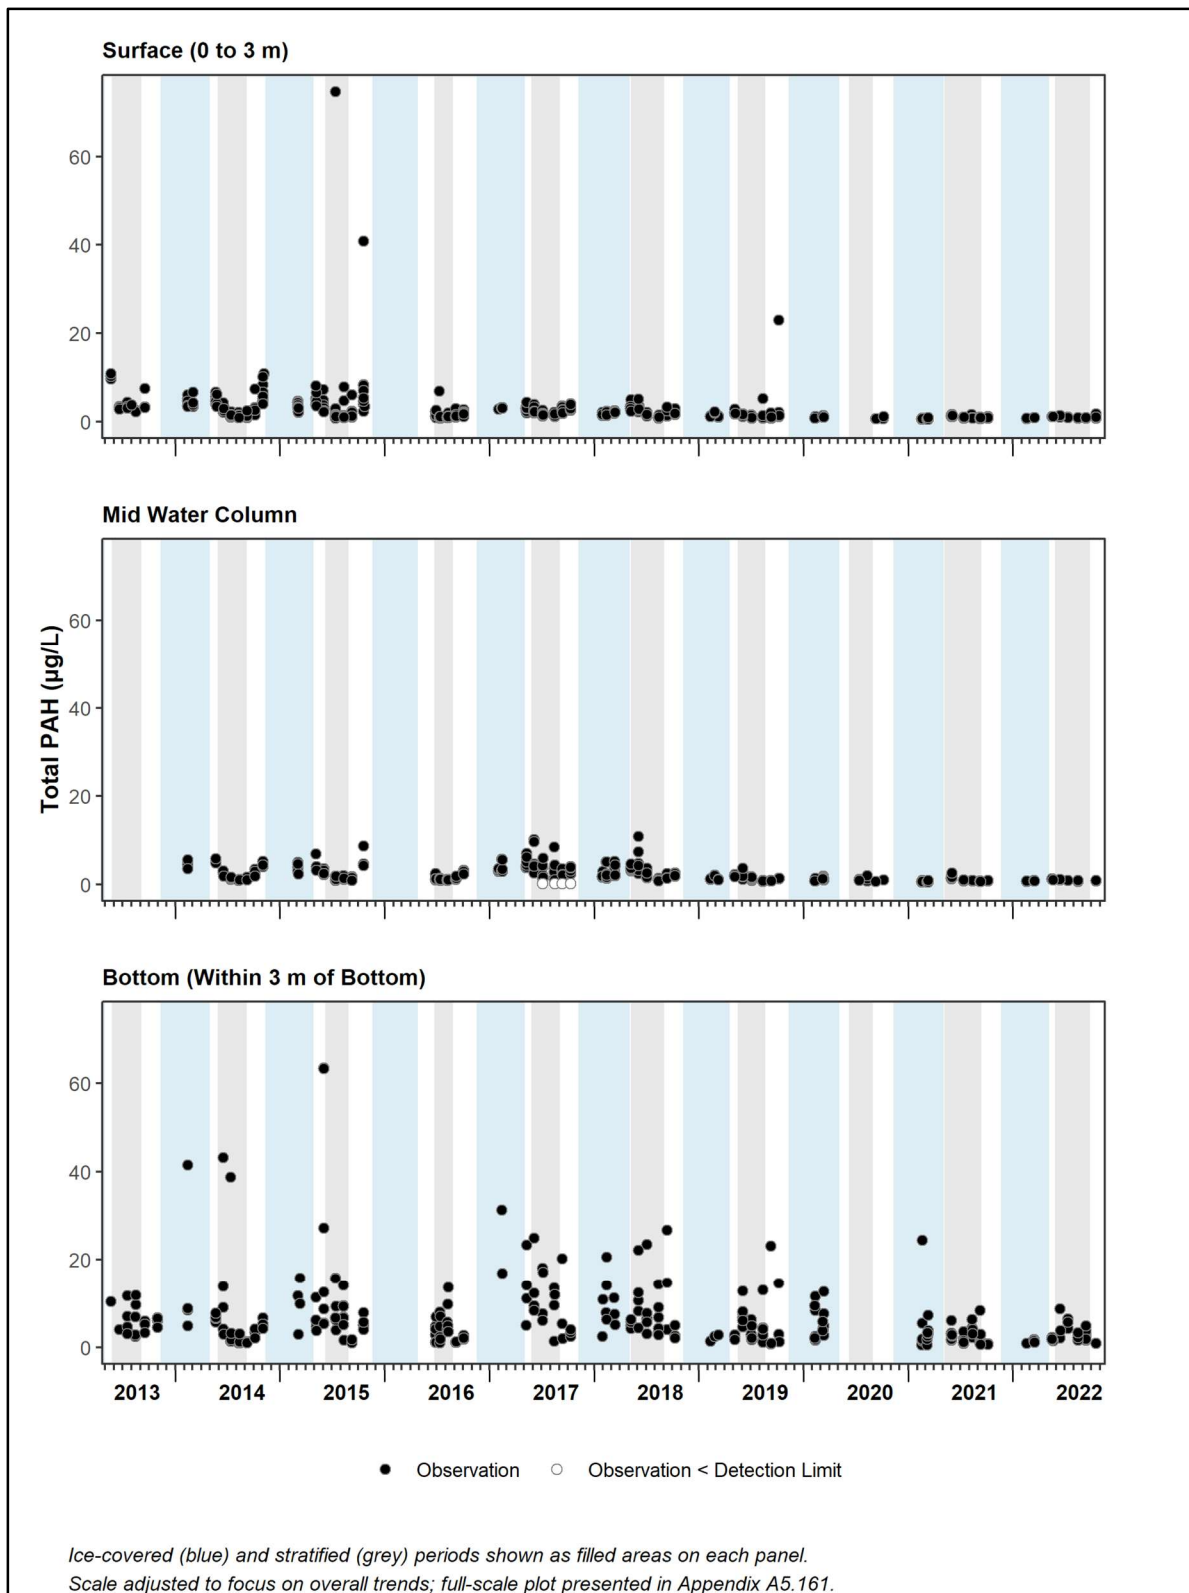 Surface (0 to 3 m)
60
40
20
0
Mid Water Column
60
40
20
0
Total PAH (µg/L)
Bottom (Within 3 m of Bottom)
60
40
20
0
2013 2014 2015 2016 2017 2018 2019 2020 2021 2022
Observation Observation < Detection Limit
Ice-covered (blue) and stratified (grey) periods shown as filled areas on each panel.
Scale adjusted to focus on overall trends; full-scale plot presented in Appendix A5.161.